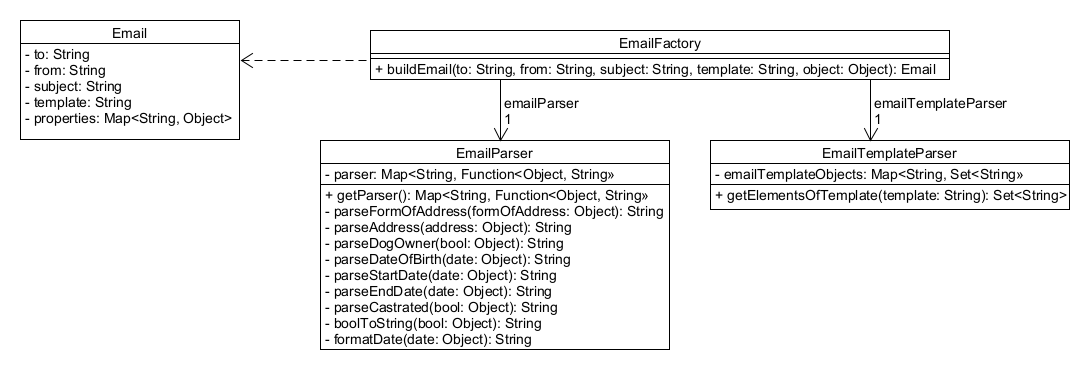 Email
- to: String
- from: String
- subject: String
- template: String
- properties: Map<String, Object>
EmailFactory
+ buildEmail(to: String, from: String, subject: String, template: String, object: Object): Email
emailParser
1
emailTemplateParser
1
EmailParser
- parser: Map<String, Function<Object, String»
+ getParser(): Map<String, Function<Object, String»
- parseFormOfAddress(formOfAddress: Object): String
- parseAddress(address: Object): String
- parseDogOwner(bool: Object): String
- parseDateOfBirth(date: Object): String
- parseStartDate(date: Object): String
- parseEndDate(date: Object): String
- parseCastrated(bool: Object): String
- boolToString(bool: Object): String
- formatDate(date: Object): String
EmailTemplateParser
- emailTemplateObjects: Map<String, Set<String»
+ getElementsOfTemplate(template: String): Set<String>